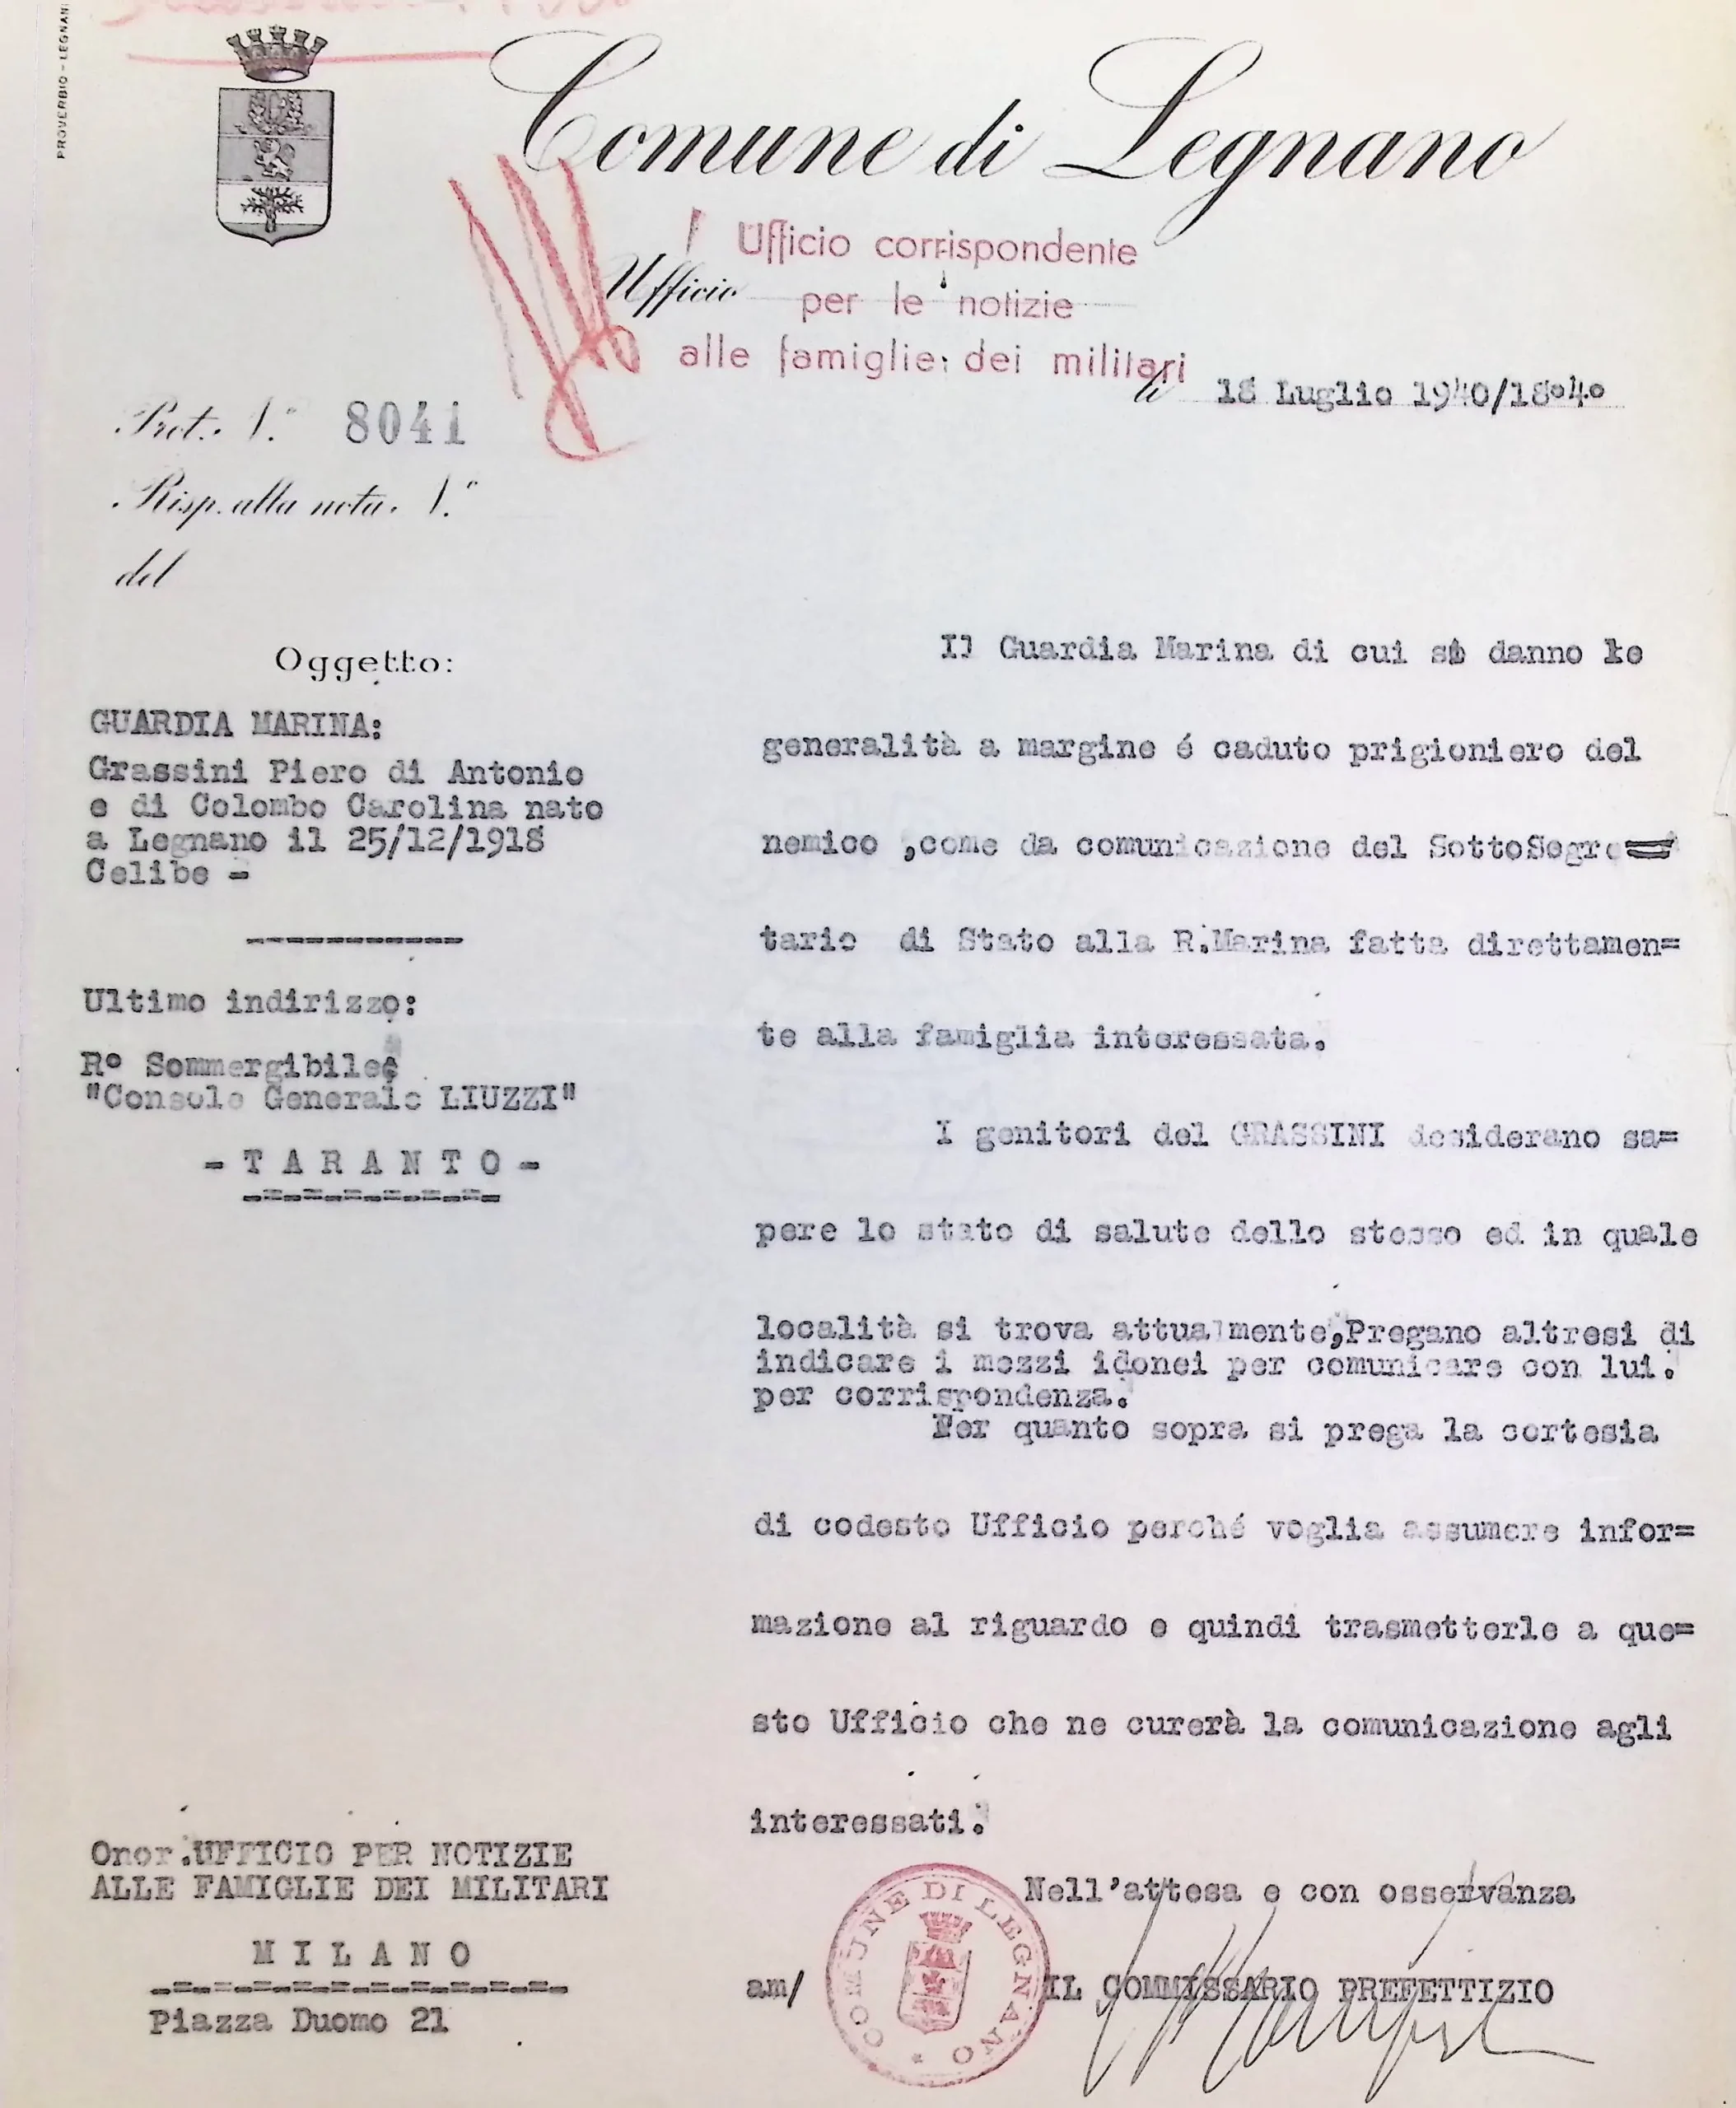 PROVERBIO - LEGNAN
Comune di Legnano
Ufficio corrispondente
Ufficio per le notizie
alle famiglie dei militari
li 18 Luglio 1940/18°4°
Prot. N.° 8041
Risp. alla nota N.°
del
Oggetto:
GUARDIA MARINA:
Grassini Piero di Antonio
e di Colombo Carolina nato
a Legnano il 25/12/1918
Celibe =
-----------
Ultimo indirizzo:
R° Sommergibile
"Console Generale LIUZZI"
= T A R A N T O =
-=-=-=-=-=-=-
Il Guardia Marina di cui si danno le
generalità a margine é caduto prigioniero del
nemico ,come da comunicazione del SottoSegre=
tario di Stato alla R.Marina fatta direttamen=
te alla famiglia interessata.
I genitori del GRASSINI desiderano sa=
pere lo stato di salute dello stesso ed in quale
località si trova attualmente,Pregano altresi di
indicare i mezzi idonei per comunicare con lui.
per corrispondenza.
Per quanto sopra si prega la cortesia
di codesto Ufficio perché voglia assumere infor=
mazione al riguardo e quindi trasmetterle a que=
sto Ufficio che ne curerà la comunicazione agli
interessati.
Onor.UFFICIO PER NOTIZIE
ALLE FAMIGLIE DEI MILITARI
M I L A N O
-=-=-=-=-=-=-=-=-=-=-
Piazza Duomo 21
Nell'attesa e con osservanza
am/
COMUNE DI LEGNANO *
IL COMMISSARIO PREFETTIZIO